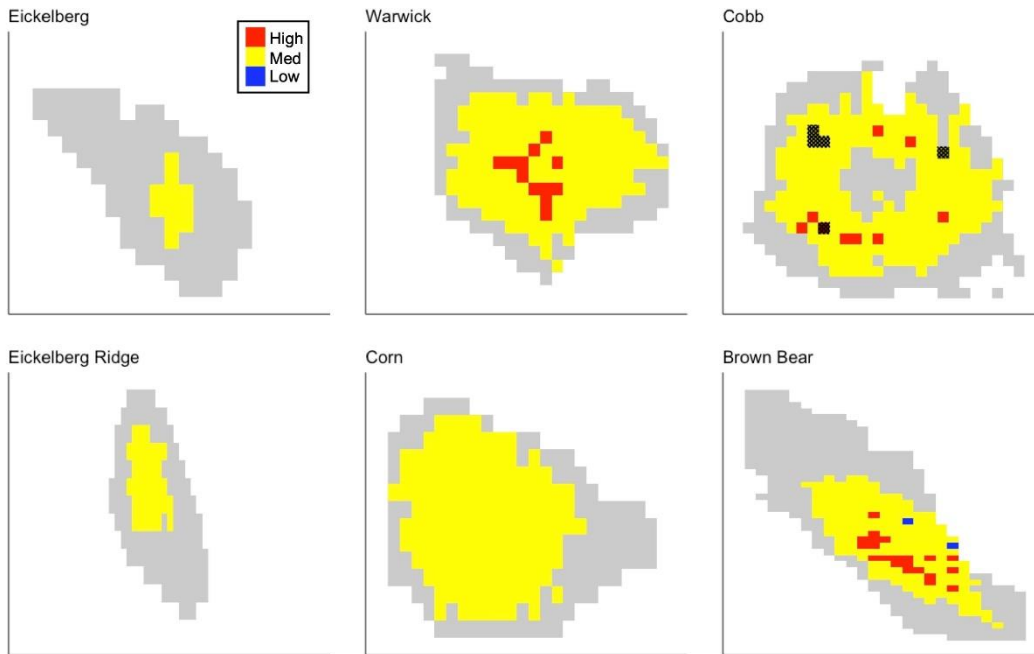 Eickelberg
Warwick
Cobb
High
Med
Low
Eickelberg Ridge
Corn
Brown Bear